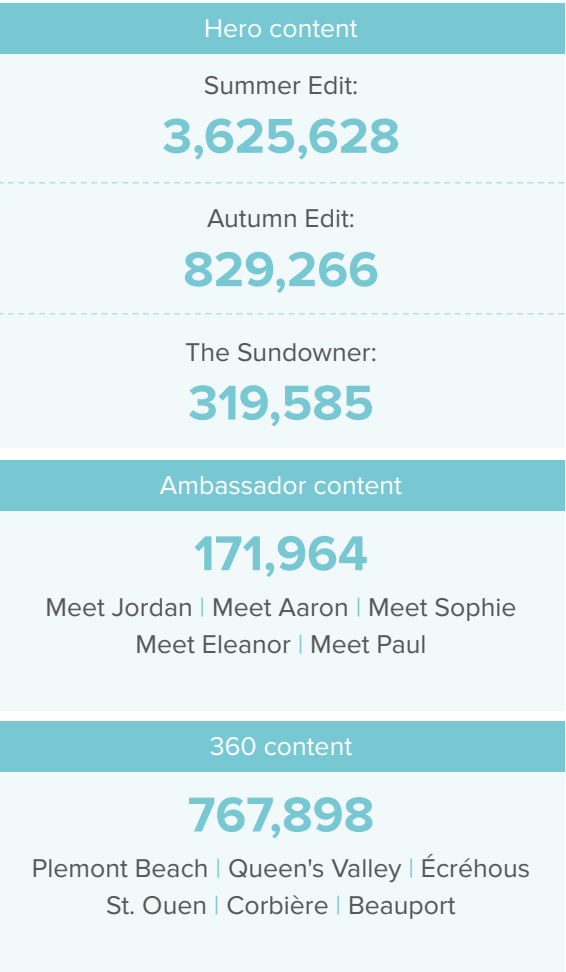 Hero content
Summer Edit:
3,625,628
Autumn Edit:
829,266
The Sundowner:
319,585
Ambassador content
171,964
Meet Jordan | Meet Aaron | Meet Sophie
Meet Eleanor | Meet Paul
360 content
767,898
Plemont Beach | Queen's Valley | Écréhous
St. Ouen | Corbière | Beauport